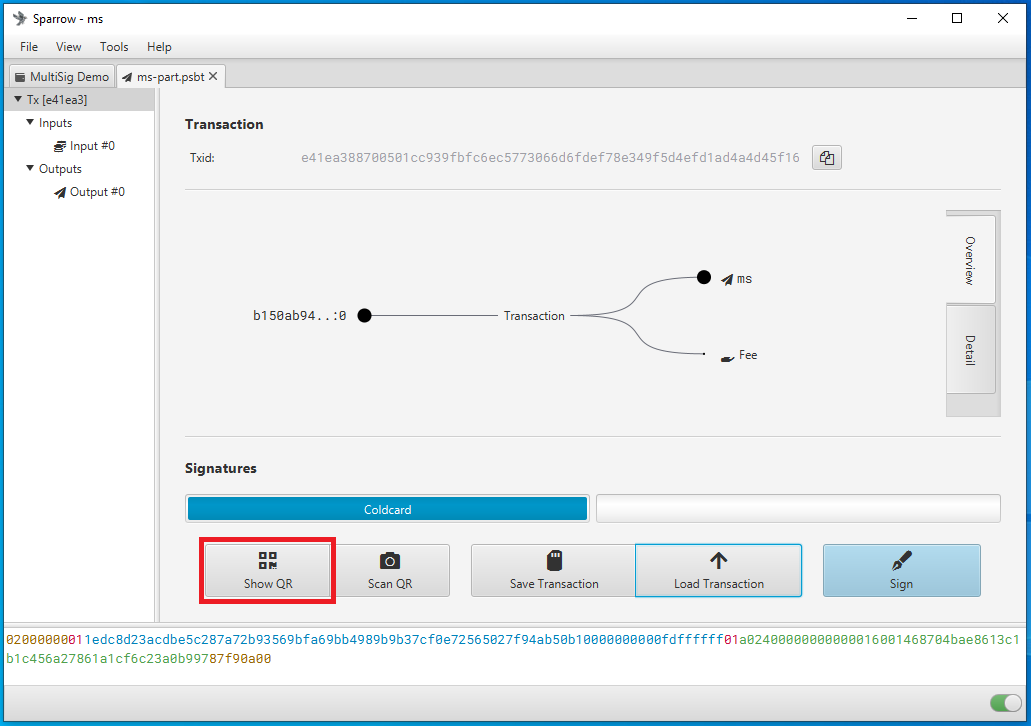 Sparrow - ms
File View Tools Help
MultiSig Demo ms-part.psbt
Tx [e41ea3]
Inputs
Input #0
Outputs
Output #0
Transaction
Txid: e41ea388700501cc939fbfc6ec5773066d6fdef78e349f5d4efd1ad4a4d45f16
Overview
Detail
b150ab94..:0 Transaction
ms
Fee
Signatures
Coldcard
Show QR Scan QR Save Transaction Load Transaction Sign
02000000011edc8d23acdbe5c287a72b93569bfa69bb4989b9b37cf0e72565027f94ab50b10000000000fdffffff01a02400000000000016001468704bae8613c1
b1c456a27861a1cf6c23a0b99787f90a00